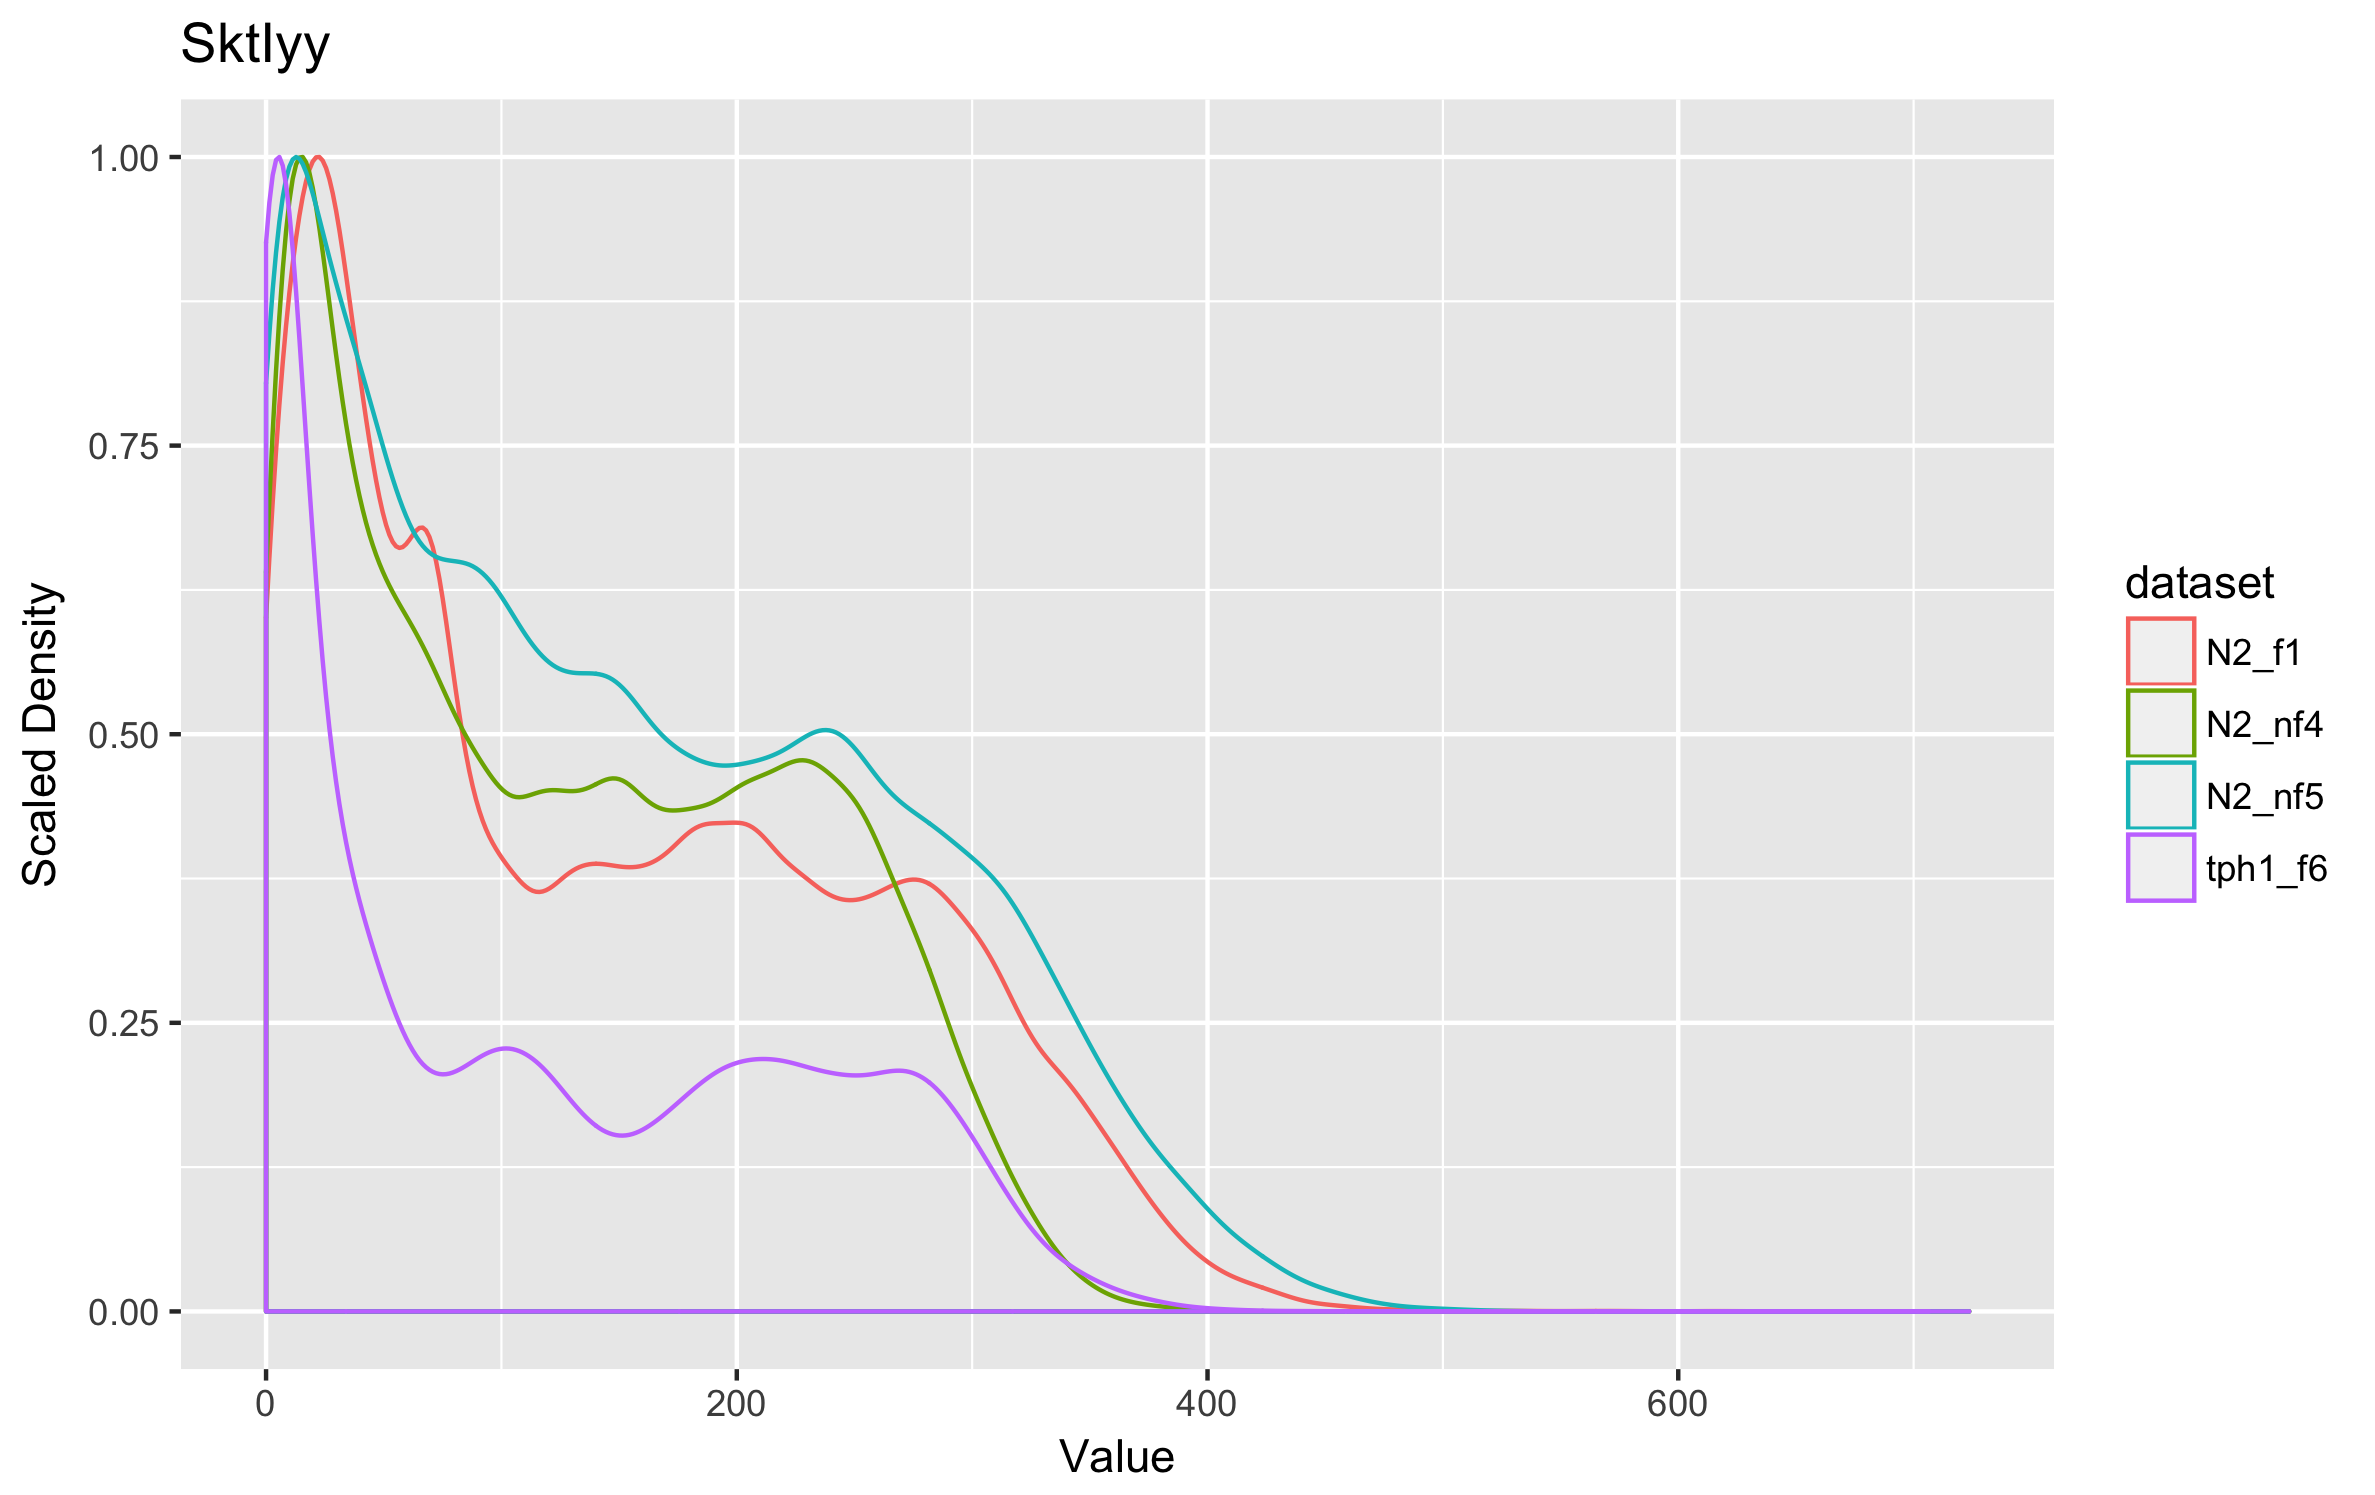 Sktlyy
1.00
0.75
0.50
0.25
0.00
Scaled Density
0
200
400
600
Value
dataset
N2_f1
N2_nf4
N2_nf5
tph1_f6